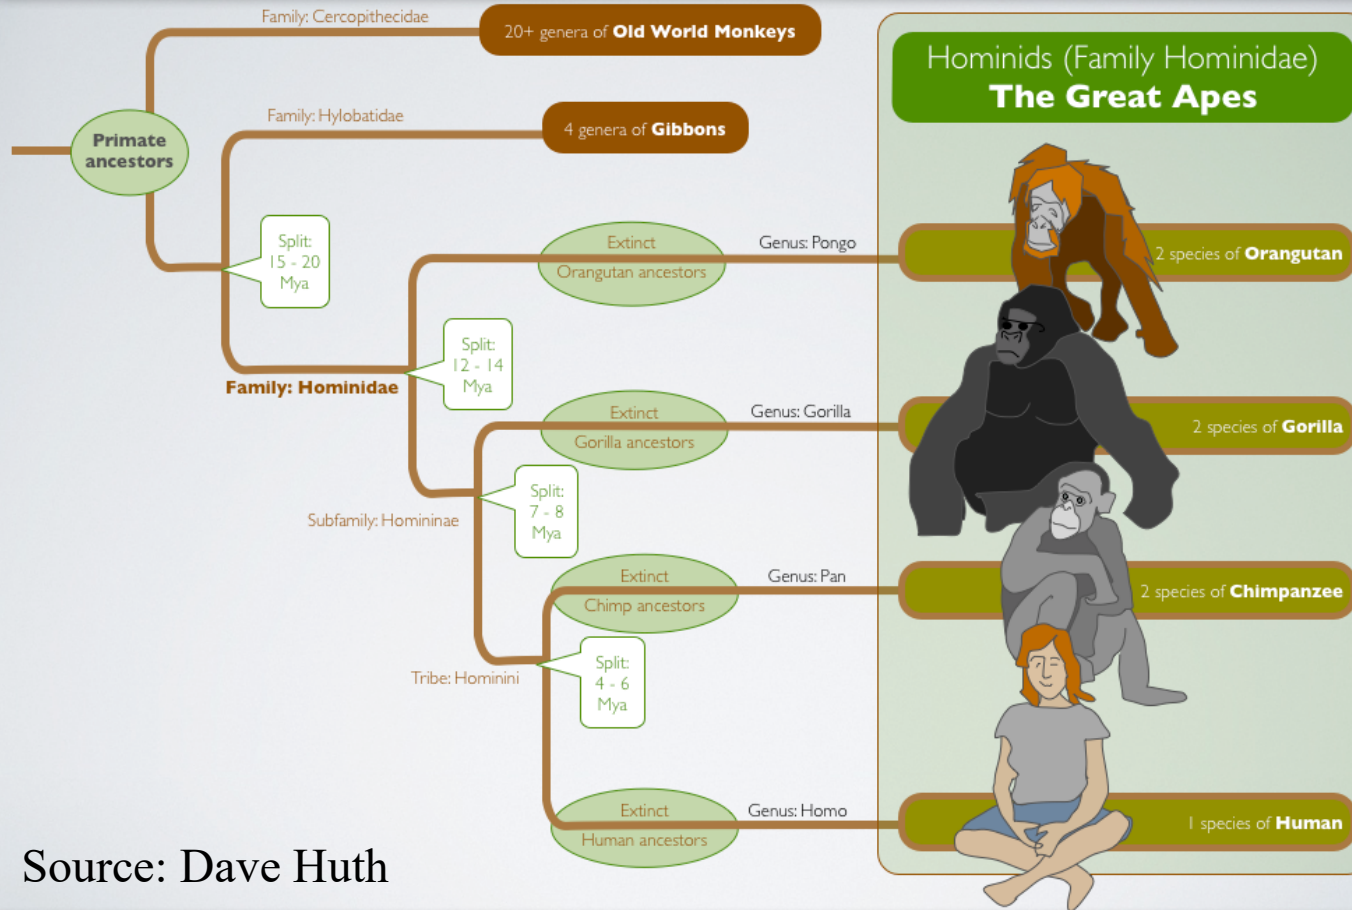 Family: Cercopithecidae
20+ genera of Old World Monkeys
Hominids (Family Hominidae)
The Great Apes
Family: Hylobatidae
4 genera of Gibbons
Primate
ancestors
Split:
15 - 20
Mya
Extinct
Orangutan ancestors
Genus: Pongo
2 species of Orangutan
Split:
12 - 14
Mya
Family: Hominidae
Extinct
Gorilla ancestors
Genus: Gorilla
2 species of Gorilla
Split:
7 - 8
Mya
Subfamily: Homininae
Extinct
Chimp ancestors
Genus: Pan
2 species of Chimpanzee
Split:
4 - 6
Mya
Tribe: Hominini
Extinct
Human ancestors
Genus: Homo
1 species of Human
Source: Dave Huth